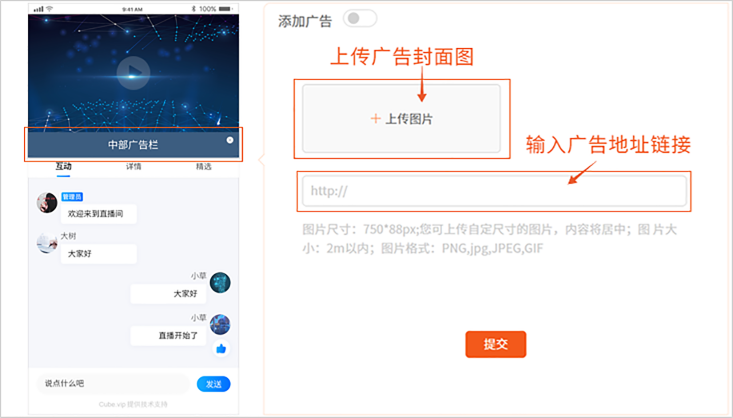 9:41 AM
100%
中部广告栏
互动
详情
精选
管理员
欢迎来到直播间
大树
大家好
小草
大家好
小草
直播开始了
说点什么吧
发送
Cube.vip 提供技术支持
添加广告
上传广告封面图
+ 上传图片
输入广告地址链接
http://
图片尺寸：750*88px;您可上传自定尺寸的图片，内容将居中；图 片大
小：2m以内；图片格式：PNG,jpg,JPEG,GIF
提交